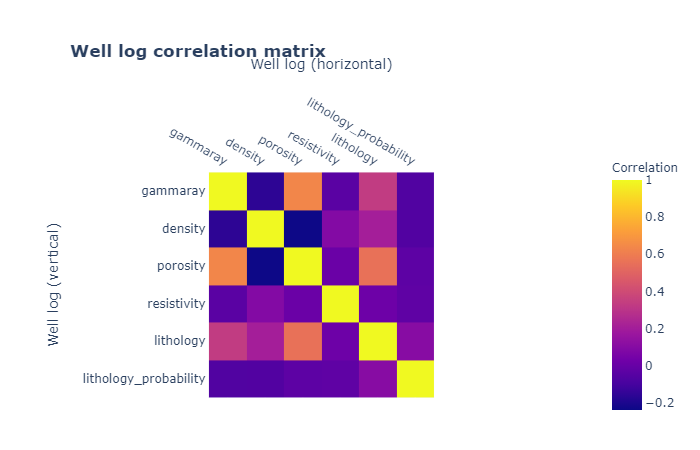 Well log correlation matrix
Well log (horizontal)
gammaray
density
porosity
resistivity
lithology
lithology_probability
Well log (vertical)
gammaray
density
porosity
resistivity
lithology
lithology_probability
Correlation
1
0.8
0.6
0.4
0.2
0
−0.2